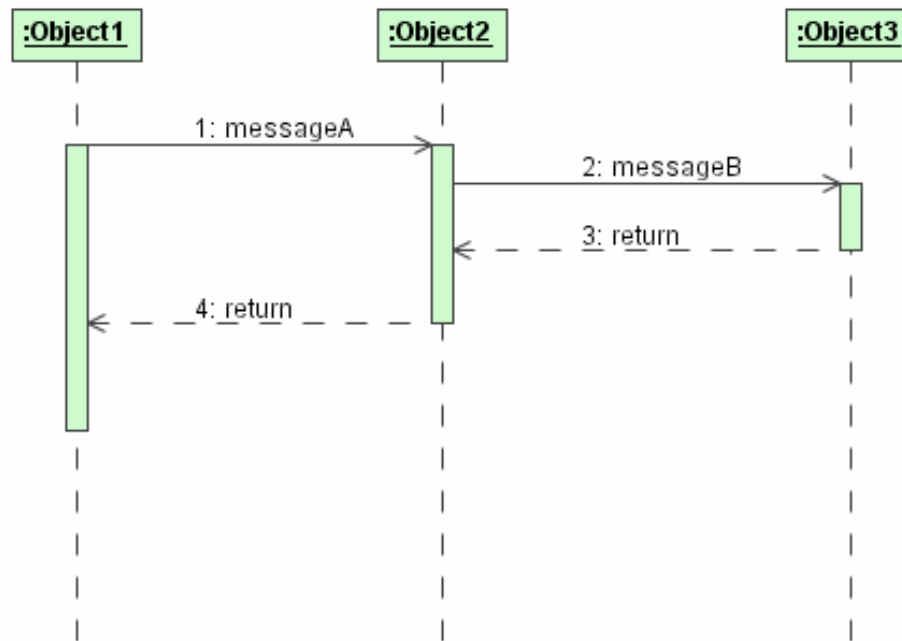 :Object1
:Object2
:Object3
1: messageA
2: messageB
3: return
4: return